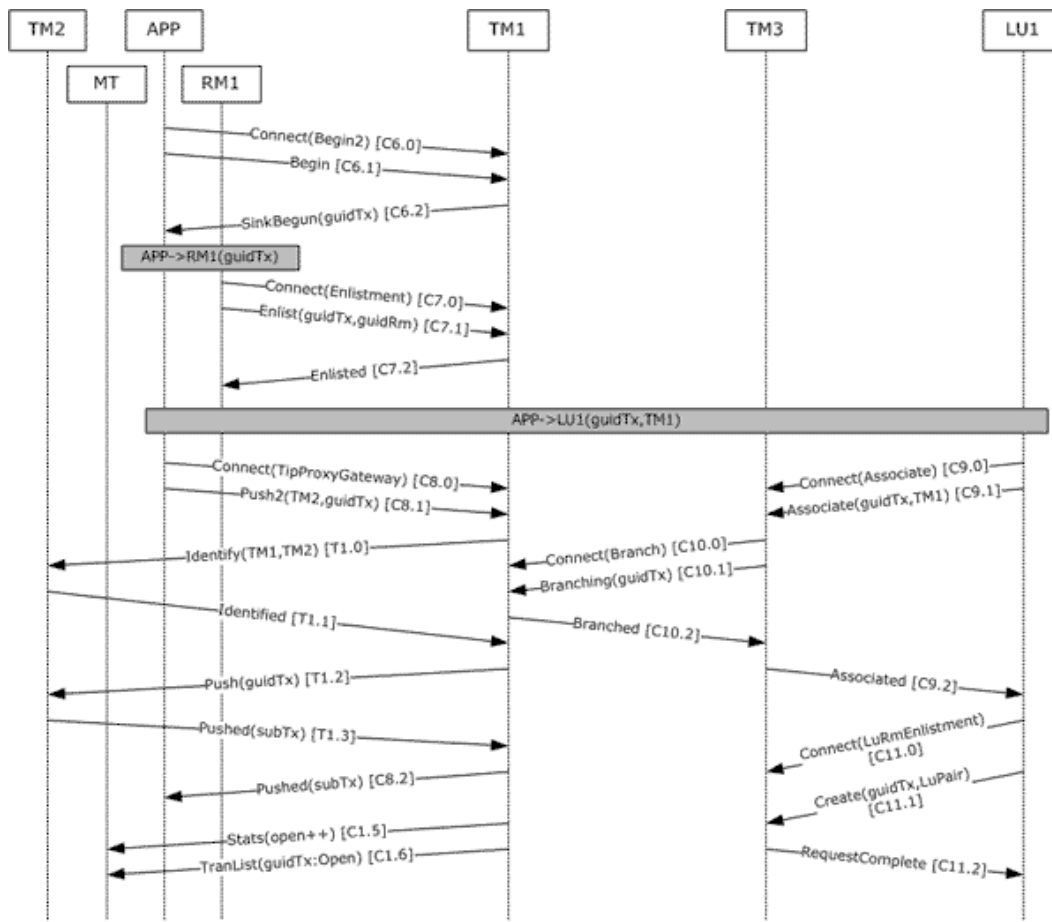 TM2 APP TM1 TM3 LU1
MT RM1
Connect(Begin2) [C6.0]
Begin [C6.1]
SinkBegun(guidTx) [C6.2]
APP->RM1(guidTx)
Connect(Enlistment) [C7.0]
Enlist(guidTx,guidRm) [C7.1]
Enlisted [C7.2]
APP->LU1(guidTx,TM1)
Connect(TipProxyGateway) [C8.0]
Connect(Associate) [C9.0]
Push2(TM2,guidTx) [C8.1]
Associate(guidTx,TM1) [C9.1]
Identify(TM1,TM2) [T1.0]
Connect(Branch) [C10.0]
Branching(guidTx) [C10.1]
Identified [T1.1]
Branched [C10.2]
Push(guidTx) [T1.2]
Associated [C9.2]
Pushed(subTx) [T1.3]
Connect(LuRmEnlistment)
[C11.0]
Pushed(subTx) [C8.2]
Create(guidTx,LuPair)
[C11.1]
Stats(open++) [C1.5]
TranList(guidTx:Open) [C1.6]
RequestComplete [C11.2]